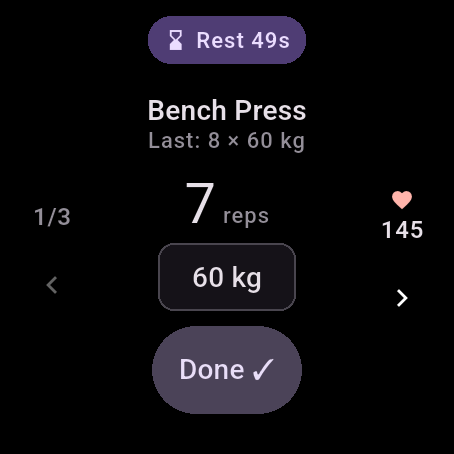 Rest 49s
Bench Press
Last: 8 × 60 kg
1/3
7 reps
145
60 kg
Done ✓